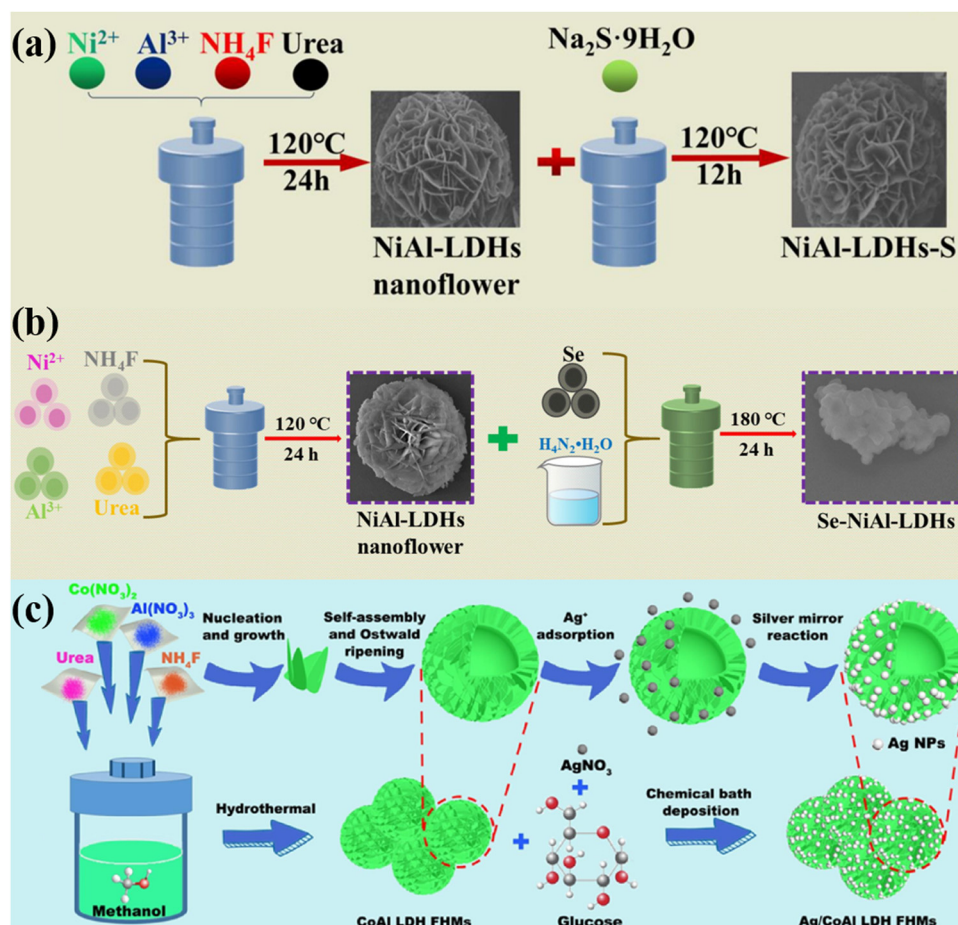 (a)
Ni²⁺ Al³⁺ NH₄F Urea
Na₂S·9H₂O
120℃
24h
120℃
12h
NiAl-LDHs
nanoflower
NiAl-LDHs-S
(b)
Ni²⁺ NH₄F
Al³⁺ Urea
120 ℃
24 h
NiAl-LDHs
nanoflower
Se
H₄N₂•H₂O
180 ℃
24 h
Se-NiAl-LDHs
(c)
Co(NO₃)₂
Al(NO₃)₃
Urea
NH₄F
Nucleation
and growth
Self-assembly
and Ostwald
ripening
Ag⁺
adsorption
Silver mirror
reaction
Ag NPs
AgNO₃
Methanol
Hydrothermal
CoAl LDH FHMs
Glucose
Chemical bath
deposition
Ag/CoAl LDH FHMs